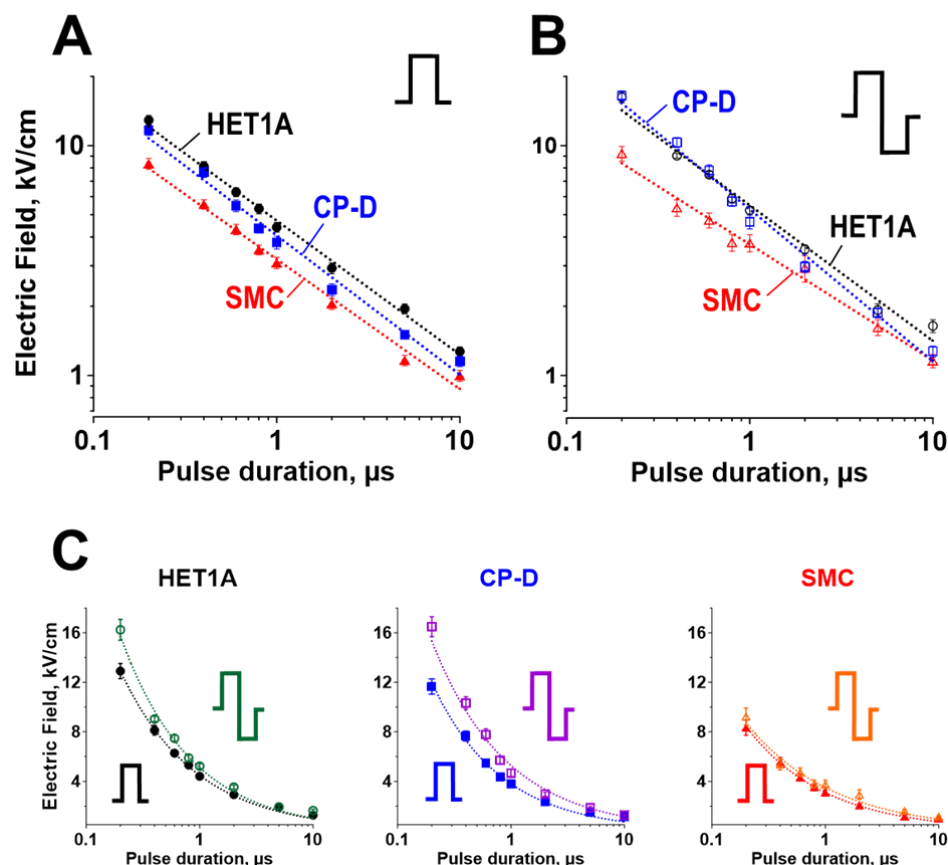 A
B
HET1A
CP-D
SMC
10
1
0.1
1
10
Electric Field, kV/cm
Pulse duration, µs
CP-D
HET1A
SMC
10
1
0.1
1
10
Pulse duration, µs
C
HET1A
CP-D
SMC
Electric Field, kV/cm
16
12
8
4
0.1
1
10
Pulse duration, µs
16
12
8
4
0.1
1
10
Pulse duration, µs
16
12
8
4
0.1
1
10
Pulse duration, µs